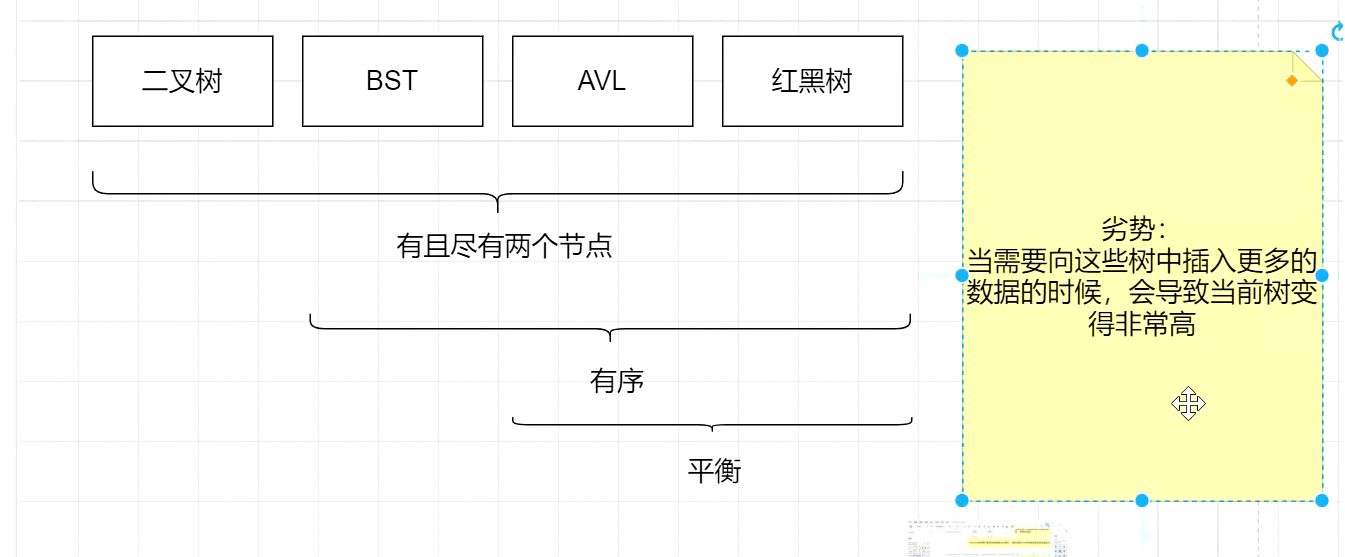 二叉树
BST
AVL
红黑树
有且尽有两个节点
有序
平衡
劣势：
当需要向这些树中插入更多的
数据的时候，会导致当前树变
得非常高